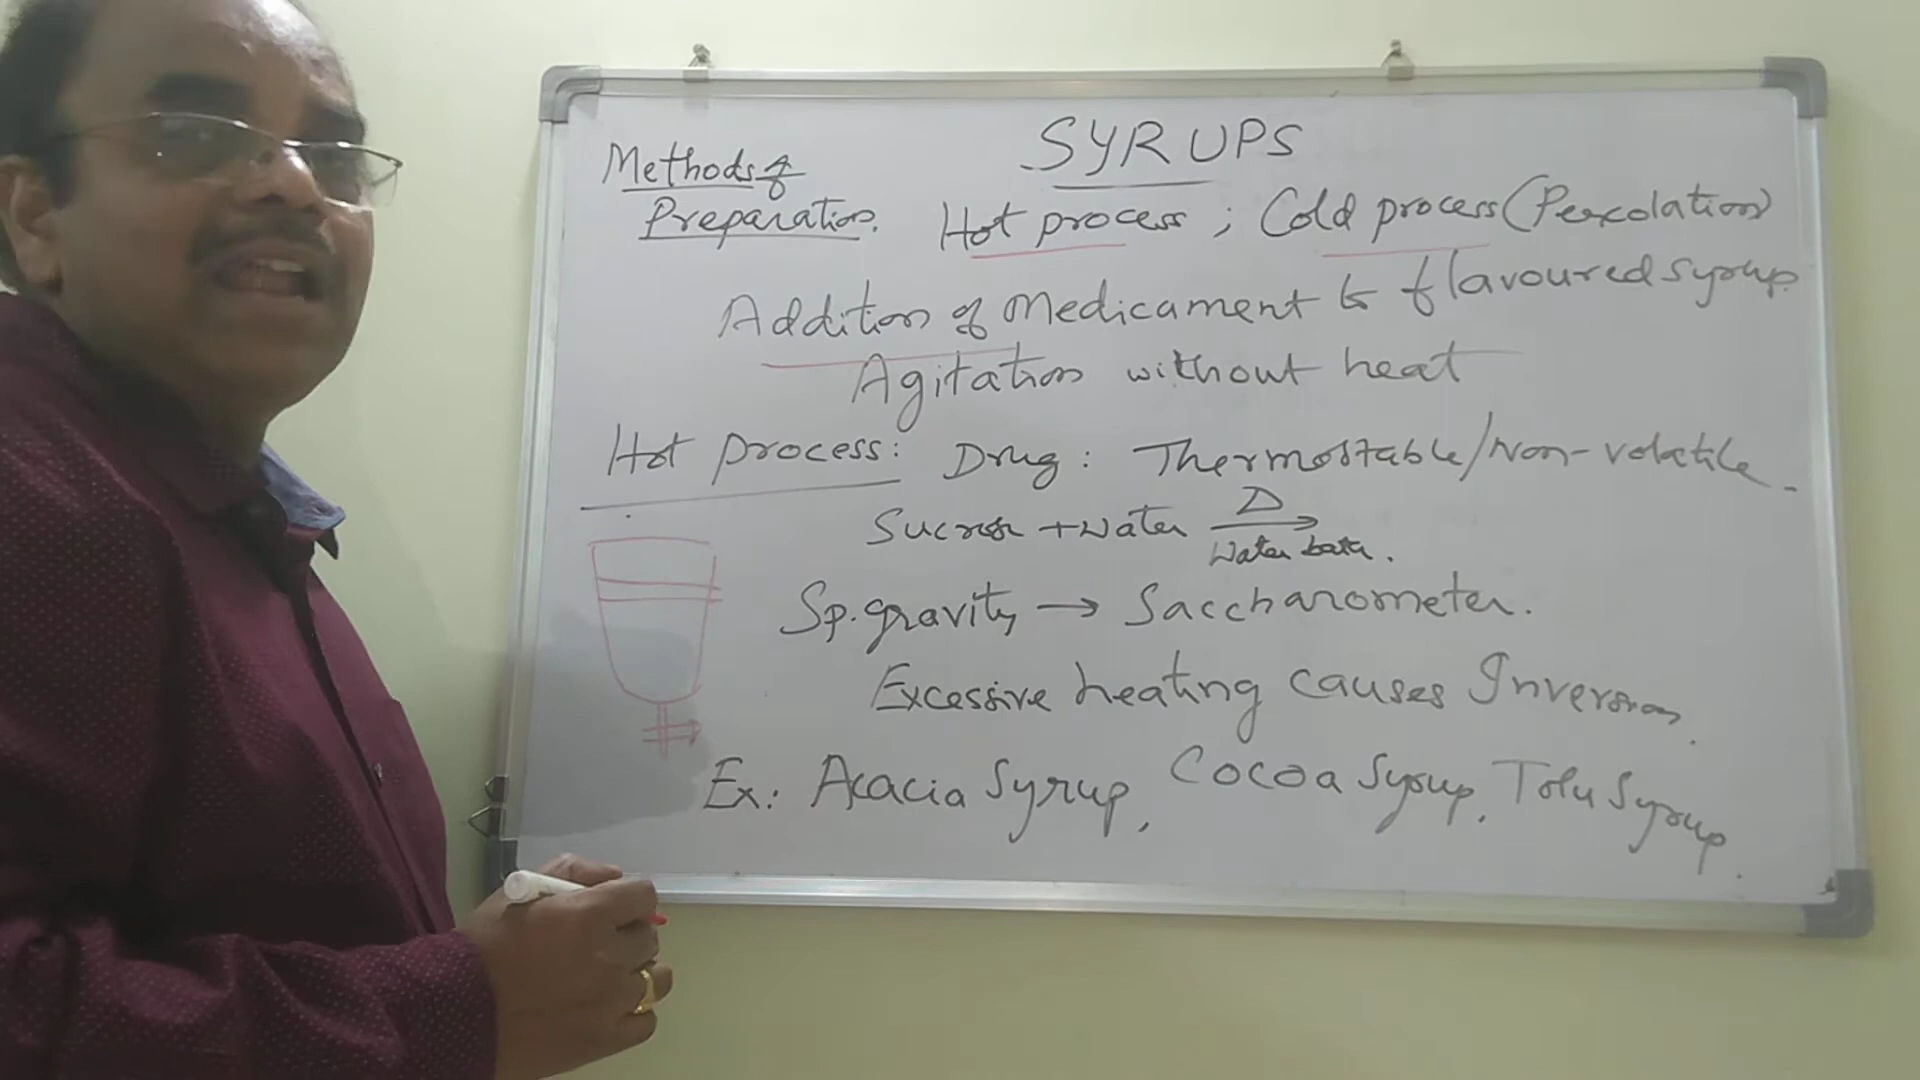 SYRUPS
Methods of
Preparation. Hot process ; Cold process (Percolation)
Addition of Medicament to flavoured syrup.
Agitation without heat
Hot process: Drug: Thermostable/Non-volatile.
Sucrose + Water Δ → Water bath.
Sp. gravity → Saccharometer.
Excessive heating causes Inversion.
Ex: Acacia Syrup, Cocoa Syrup, Tolu Syrup.